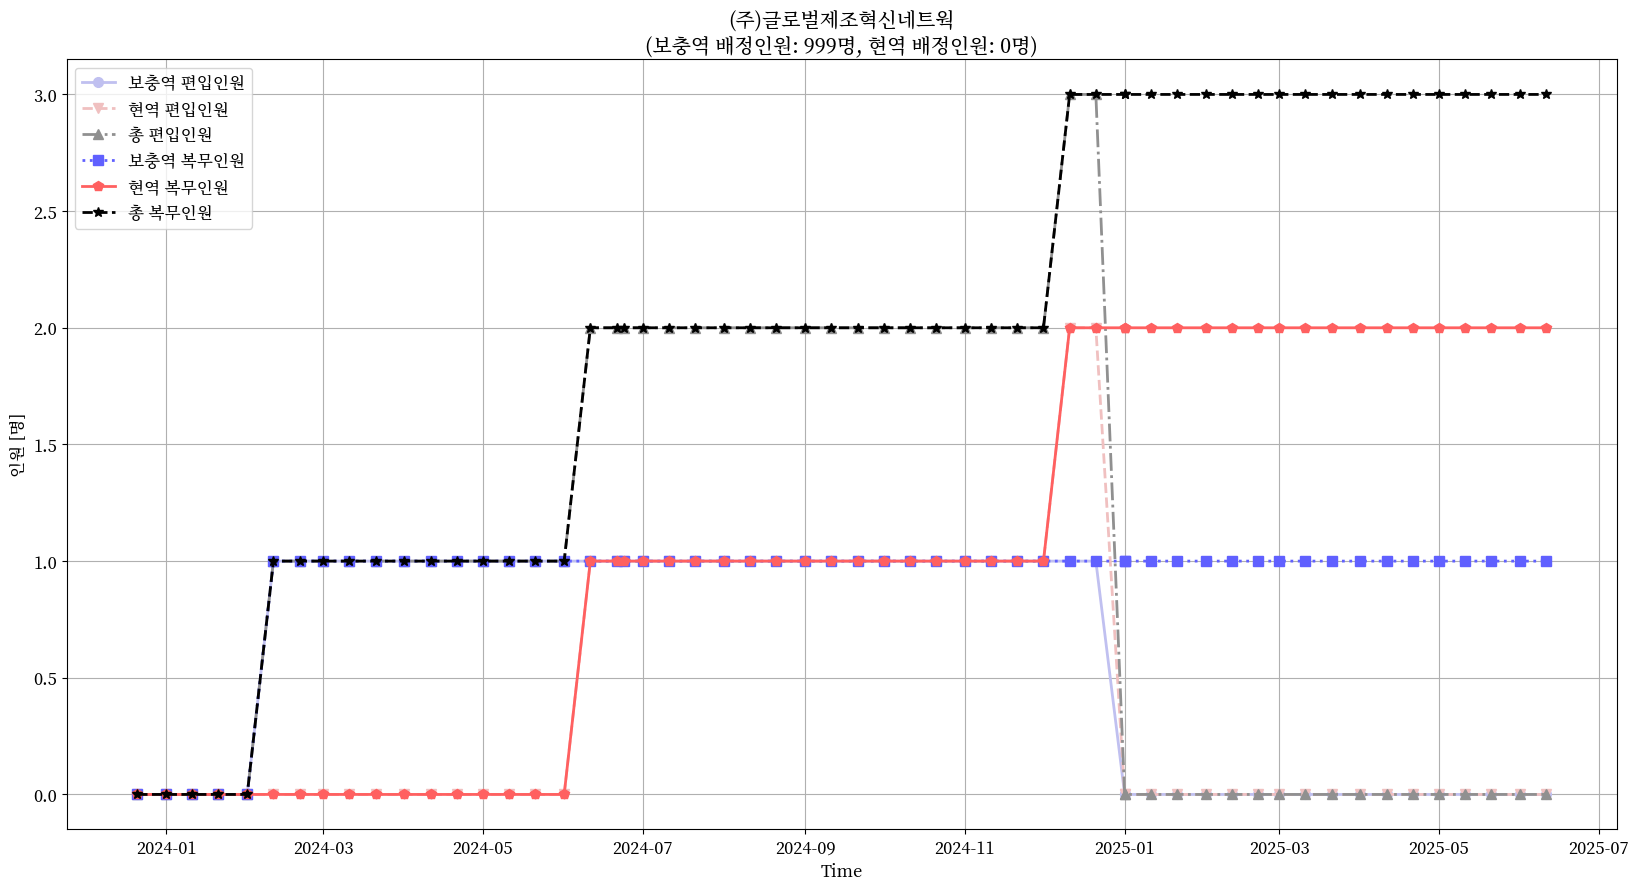 (주)글로벌제조혁신네트웍
(보충역 배정인원: 999명, 현역 배정인원: 0명)
보충역 편입인원
현역 편입인원
총 편입인원
보충역 복무인원
현역 복무인원
총 복무인원
3.0
2.5
2.0
1.5
1.0
0.5
0.0
인원 [명]
2024-01 2024-03 2024-05 2024-07 2024-09 2024-11 2025-01 2025-03 2025-05 2025-07
Time